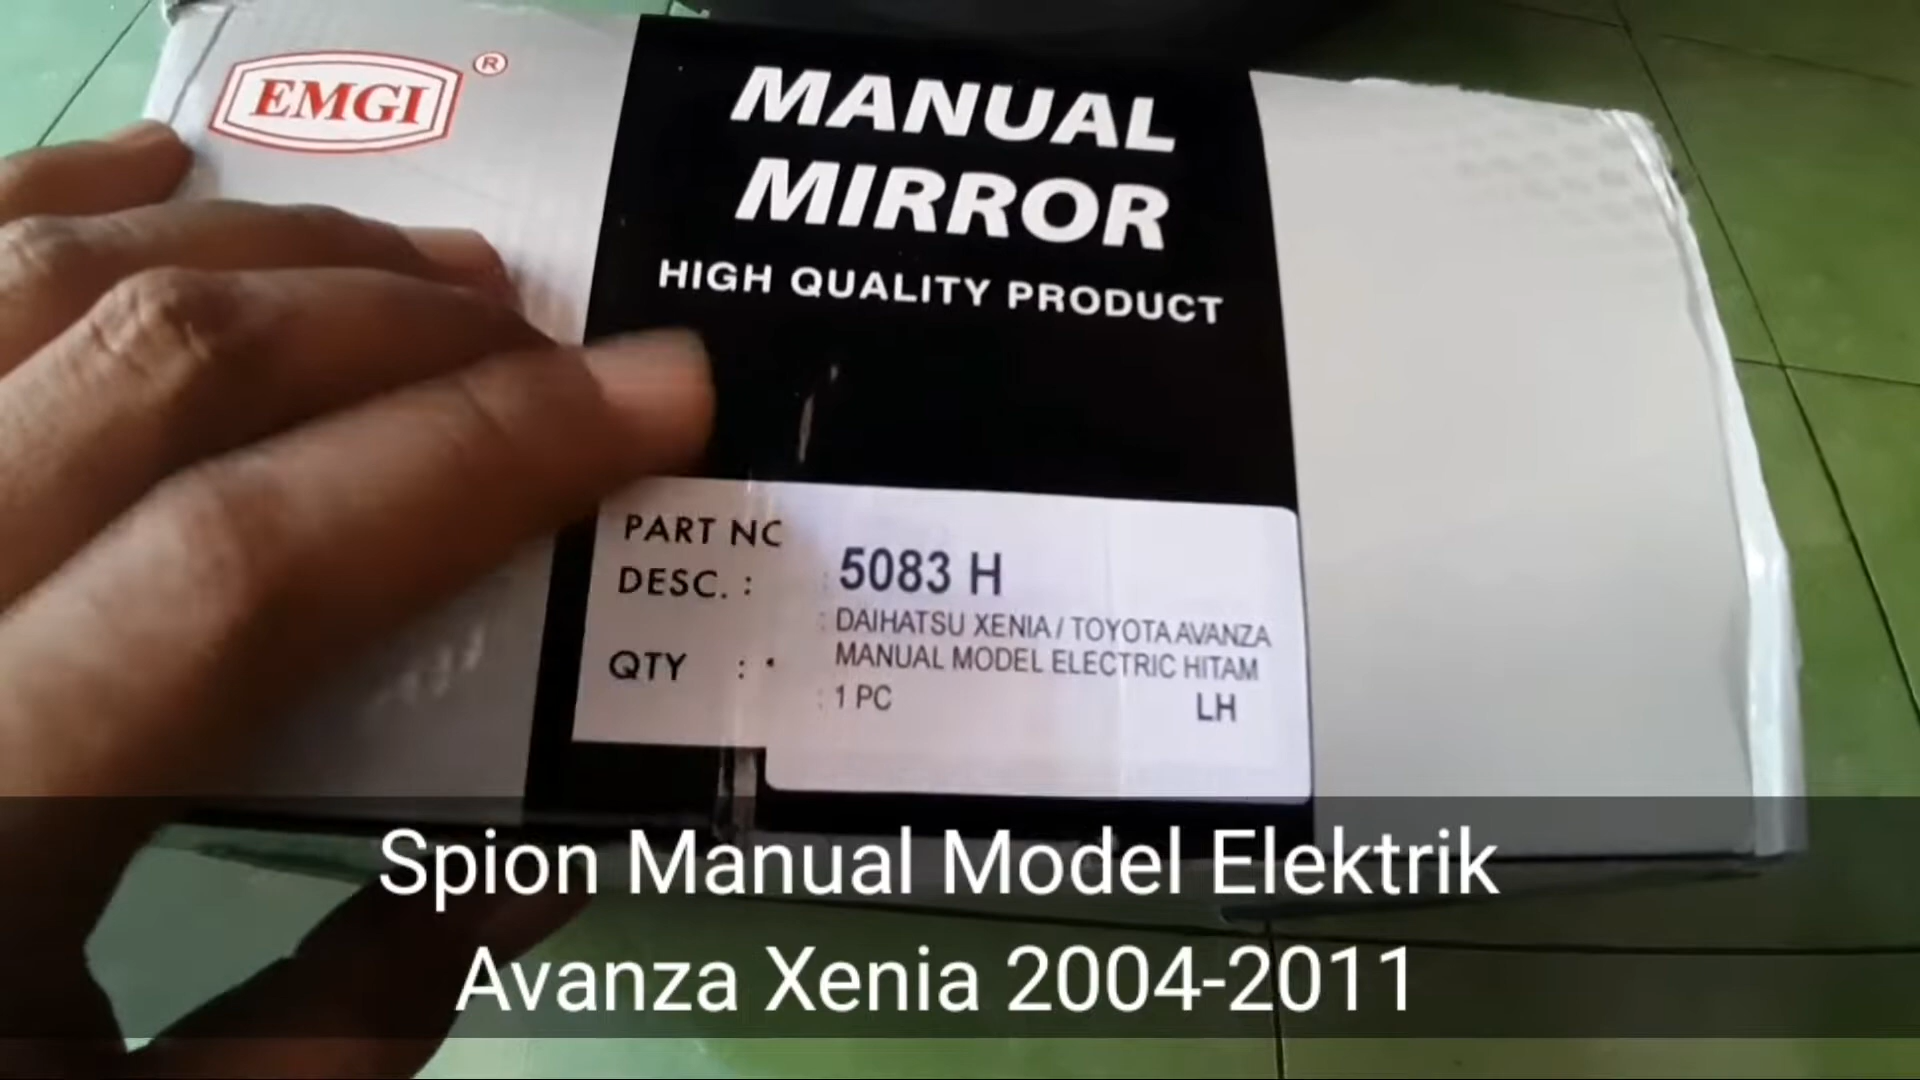 EMGI ®
MANUAL
MIRROR
HIGH QUALITY PRODUCT
PART NO
DESC. :
QTY :
: 5083 H
: DAIHATSU XENIA / TOYOTA AVANZA
MANUAL MODEL ELECTRIC HITAM
: 1 PC LH
Spion Manual Model Elektrik
Avanza Xenia 2004-2011